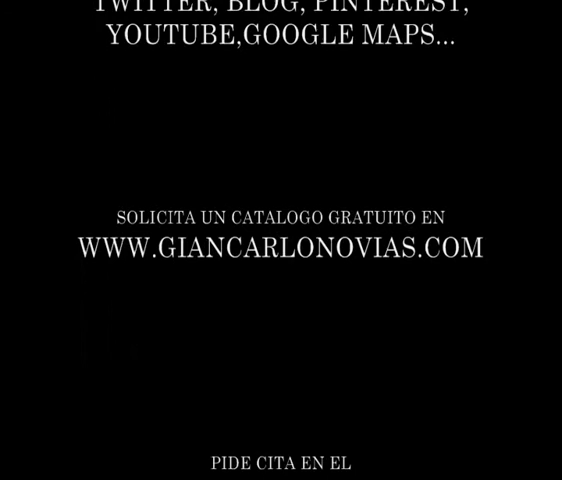 TWITTER, BLOG, PINTEREST,
YOUTUBE,GOOGLE MAPS...
SOLICITA UN CATALOGO GRATUITO EN
WWW.GIANCARLONOVIAS.COM
PIDE CITA EN EL